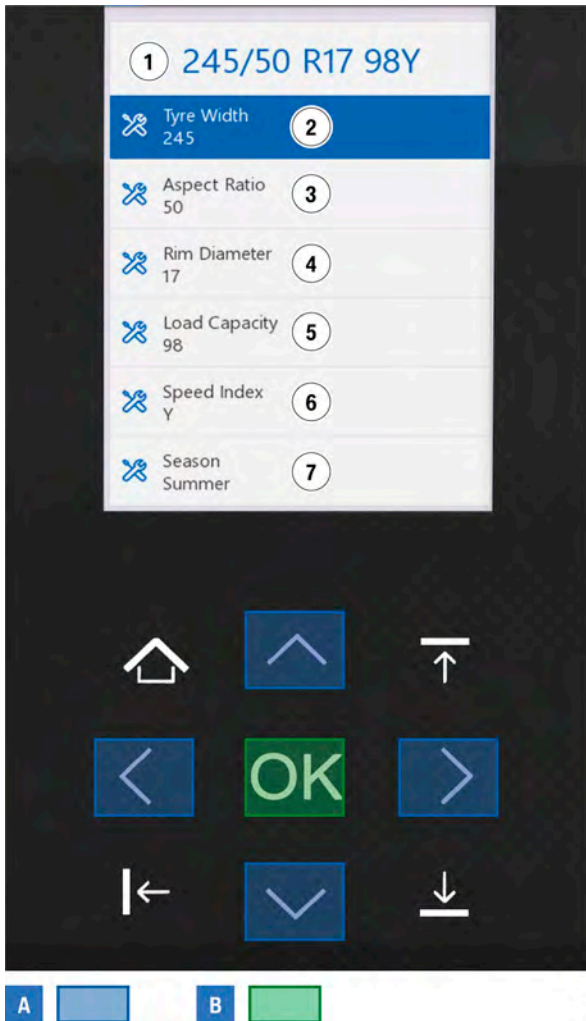 1 245/50 R17 98Y
Tyre Width 2
245
Aspect Ratio 3
50
Rim Diameter 4
17
Load Capacity 5
98
Speed Index 6
Y
Season 7
Summer
OK
A B